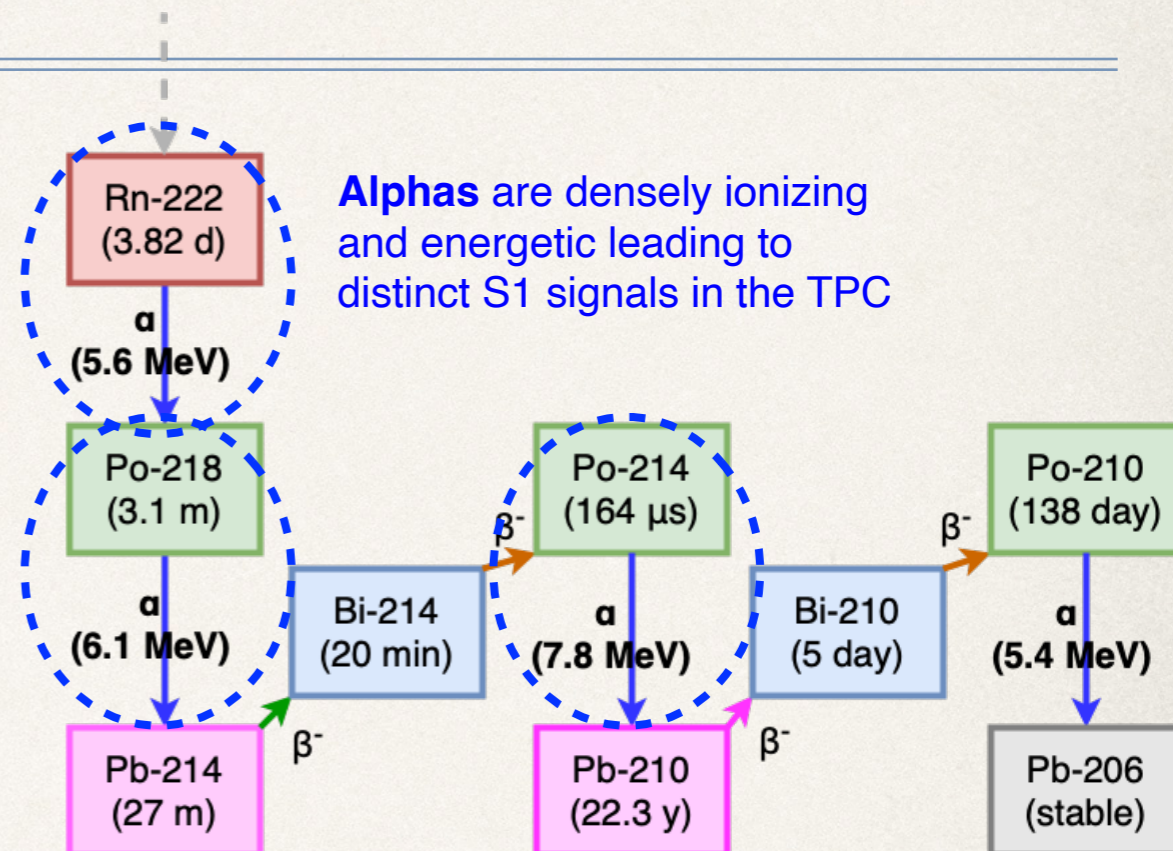 Rn-222
(3.82 d)
Alphas are densely ionizing
and energetic leading to
distinct S1 signals in the TPC
α
(5.6 MeV)
Po-218
(3.1 m)
Po-214
(164 µs)
Po-210
(138 day)
β-
β-
α
(6.1 MeV)
Bi-214
(20 min)
α
(7.8 MeV)
Bi-210
(5 day)
α
(5.4 MeV)
β-
β-
Pb-214
(27 m)
Pb-210
(22.3 y)
Pb-206
(stable)